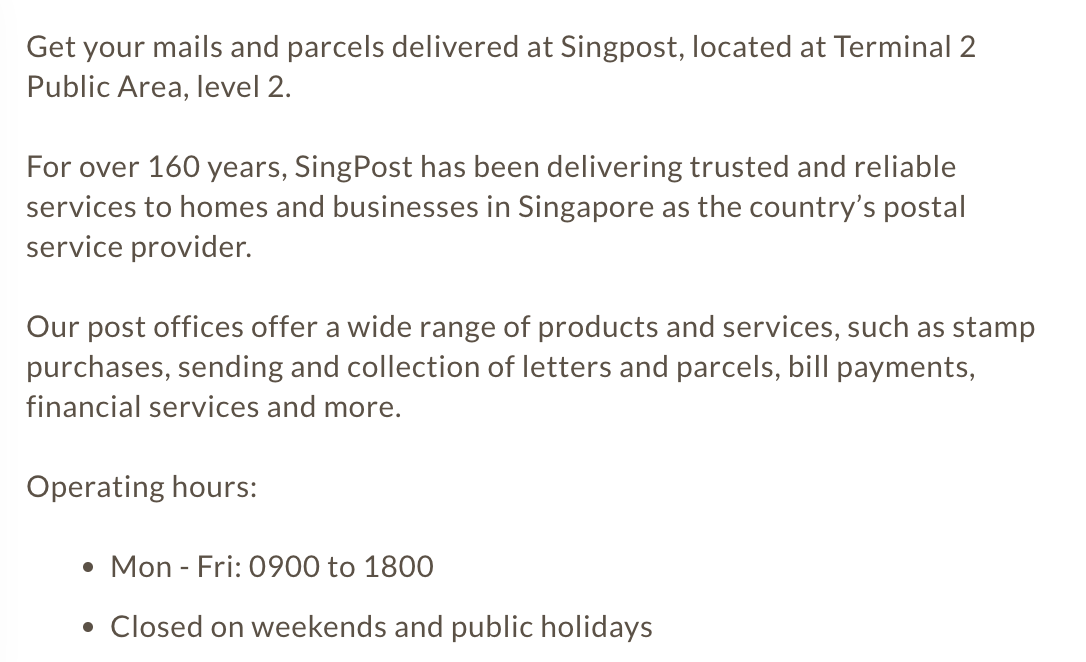 Get your mails and parcels delivered at Singpost, located at Terminal 2
Public Area, level 2.
For over 160 years, SingPost has been delivering trusted and reliable
services to homes and businesses in Singapore as the country’s postal
service provider.
Our post offices offer a wide range of products and services, such as stamp
purchases, sending and collection of letters and parcels, bill payments,
financial services and more.
Operating hours:
• Mon - Fri: 0900 to 1800
• Closed on weekends and public holidays